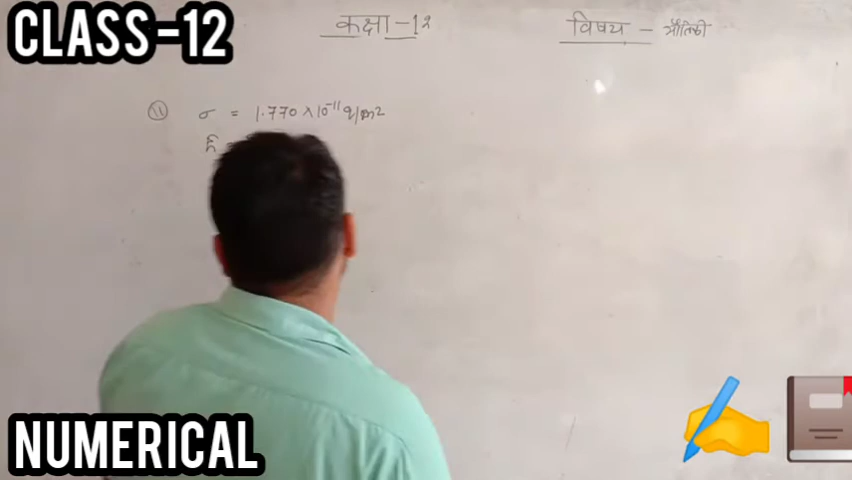 CLASS=12
कक्षा-12
विषय - भौतिकी
(11) σ = 1.770 × 10⁻¹¹ q/m²
NUMERICAL